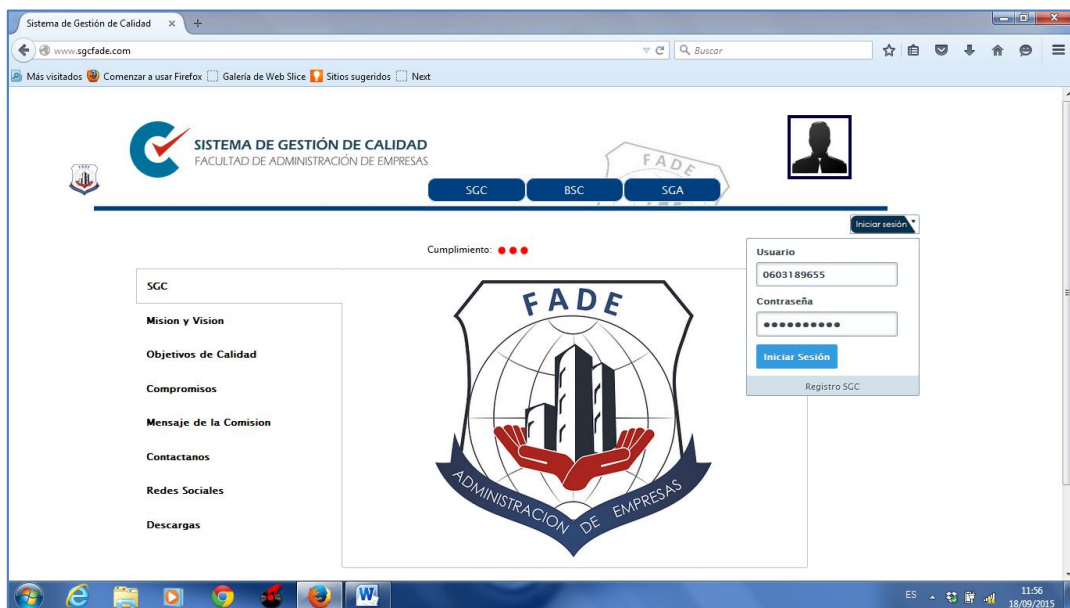 Sistema de Gestión de Calidad
www.sgcfade.com
Buscar
Más visitados Comenzar a usar Firefox Galería de Web Slice Sitios sugeridos Next
SISTEMA DE GESTIÓN DE CALIDAD
FACULTAD DE ADMINISTRACIÓN DE EMPRESAS
FADE
FADE
SGC BSC SGA
Iniciar sesión
Cumplimiento:
Usuario
0603189655
Contraseña
●●●●●●●●●●
Iniciar Sesión
Registro SGC
SGC
Mision y Vision
Objetivos de Calidad
Compromisos
Mensaje de la Comision
Contactanos
Redes Sociales
Descargas
FADE
ADMINISTRACION DE EMPRESAS
ES
11:56
18/09/2015